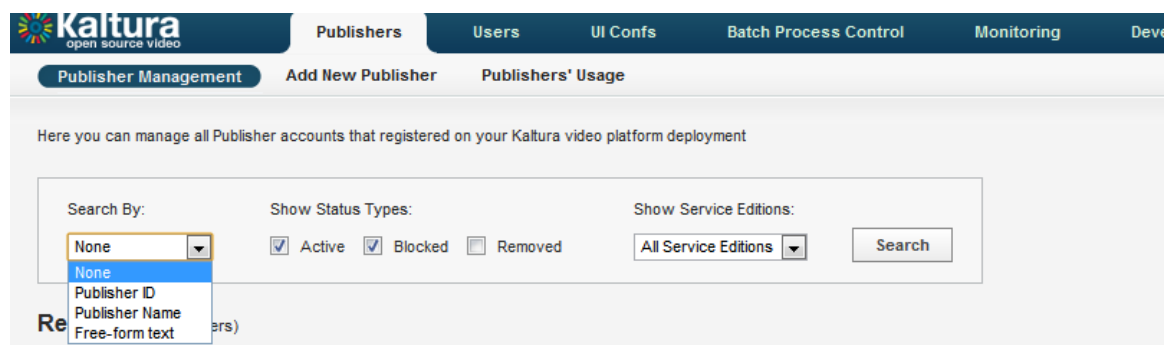 Kaltura
open source video
Publishers Users UI Confs Batch Process Control Monitoring
Publisher Management Add New Publisher Publishers' Usage
Here you can manage all Publisher accounts that registered on your Kaltura video platform deployment
Search By: Show Status Types: Show Service Editions:
None Active Blocked Removed All Service Editions Search
None
Publisher ID
Publisher Name
Free-form text